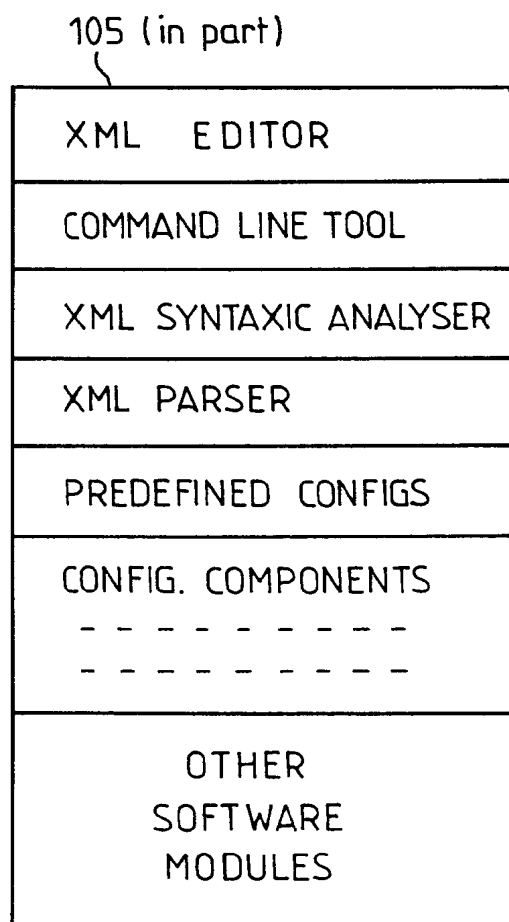 105 (in part)
XML EDITOR
COMMAND LINE TOOL
XML SYNTAXIC ANALYSER
XML PARSER
PREDEFINED CONFIGS
CONFIG. COMPONENTS
- - - - - - - - -
- - - - - - - - -
OTHER
SOFTWARE
MODULES